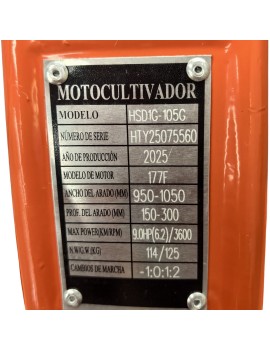 MOTOCULTIVADOR
MODELO HSD1G-105G
NÚMERO DE SERIE HTY25075560
AÑO DE PRODUCCIÓN 2025/
MODELO DE MOTOR 177F
ANCHO DEL ARADO (MM) 950-1050
PROF. DEL ARADO (MM) 150-300
MAX POWER(KW/RPM) 9.0HP(6.2)/3600
N.W/G.W (KG) 114/125
CAMBIOS DE MARCHA -1:0:1:2